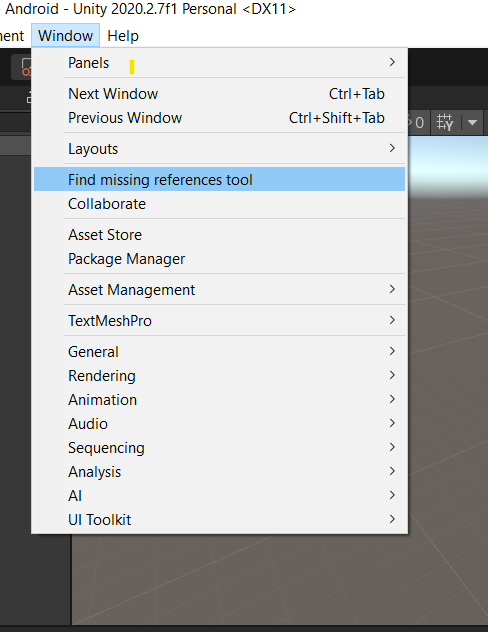 Android - Unity 2020.2.7f1 Personal <DX11>
ent Window Help
Panels
Next Window Ctrl+Tab
Previous Window Ctrl+Shift+Tab
Layouts
Find missing references tool
Collaborate
Asset Store
Package Manager
Asset Management
TextMeshPro
General
Rendering
Animation
Audio
Sequencing
Analysis
AI
UI Toolkit
0